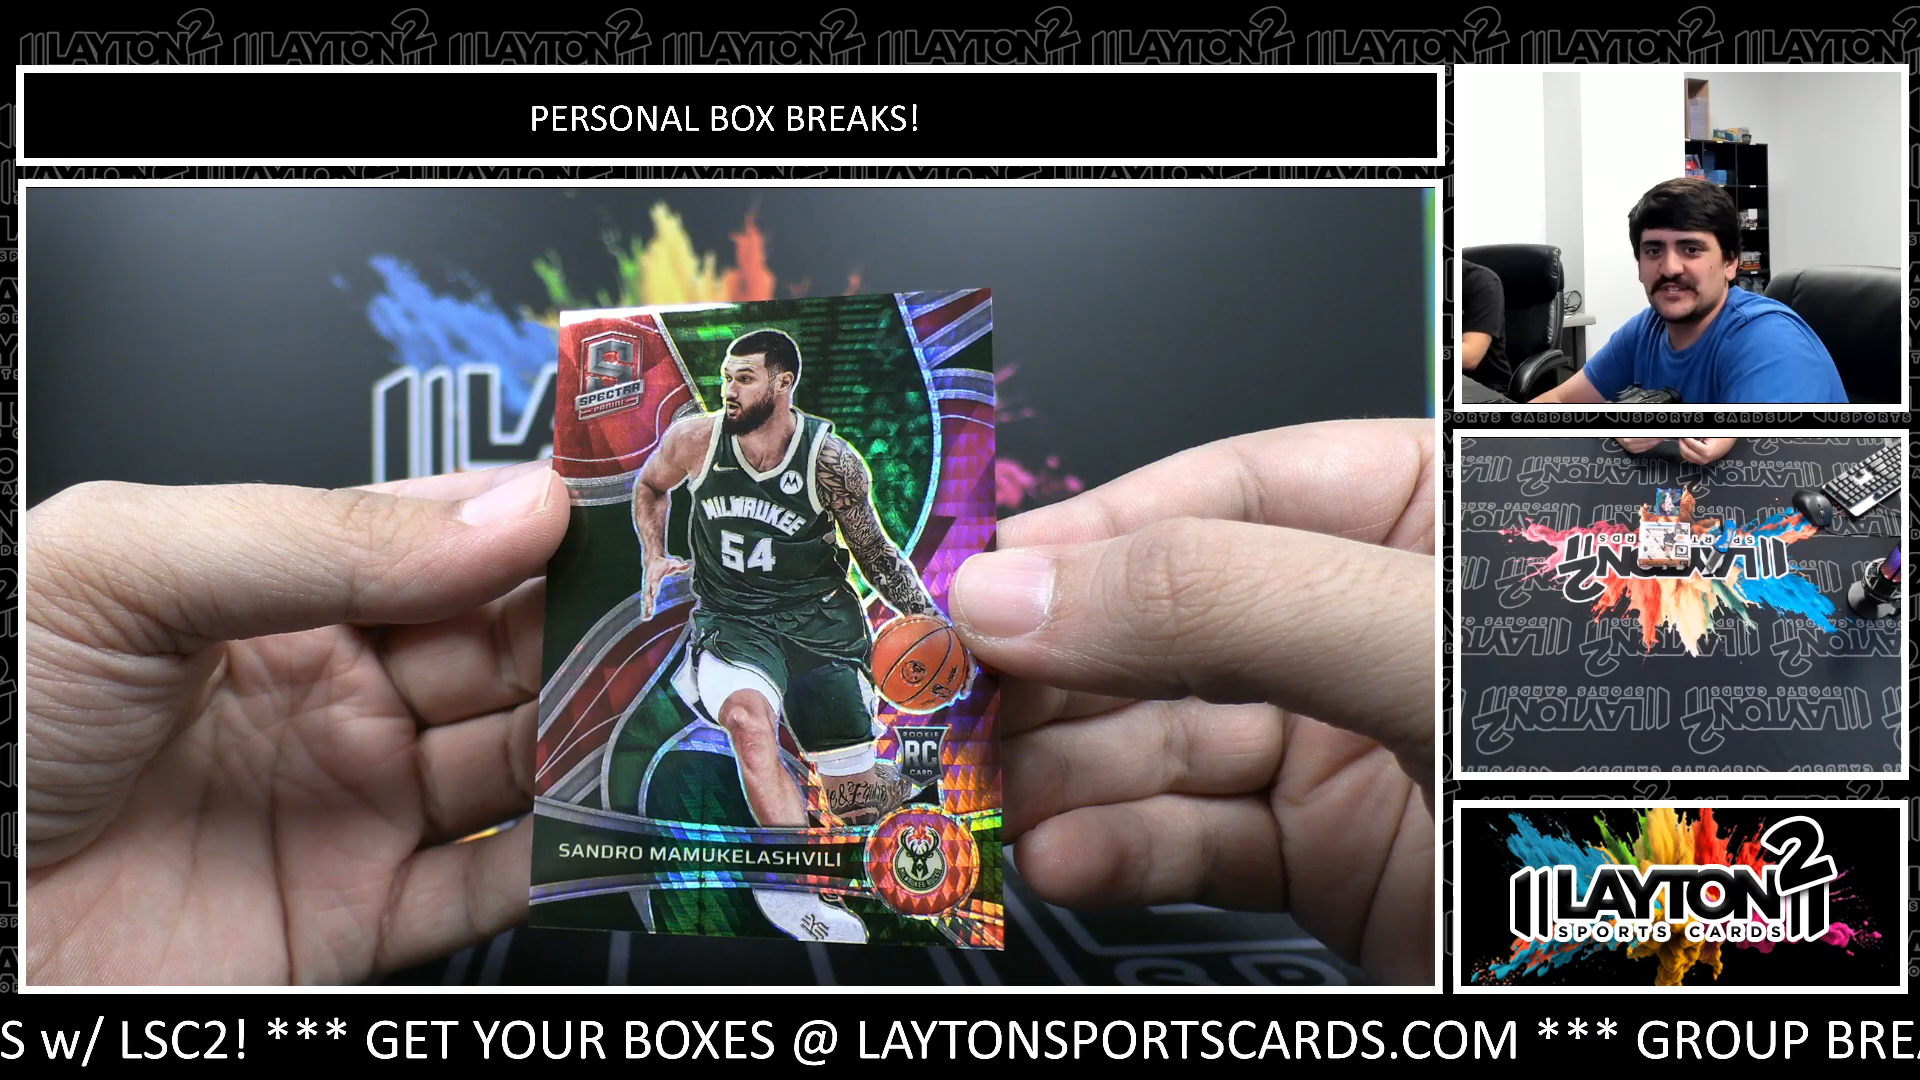 PERSONAL BOX BREAKS!
S
SPECTRA
PANINI
MILWAUKEE
54
ROOKIE
RC
CARD
SANDRO MAMUKELASHVILI
LAYTON 2
SPORTS CARDS
S w/ LSC2! *** GET YOUR BOXES @ LAYTONSPORTSCARDS.COM *** GROUP BREA